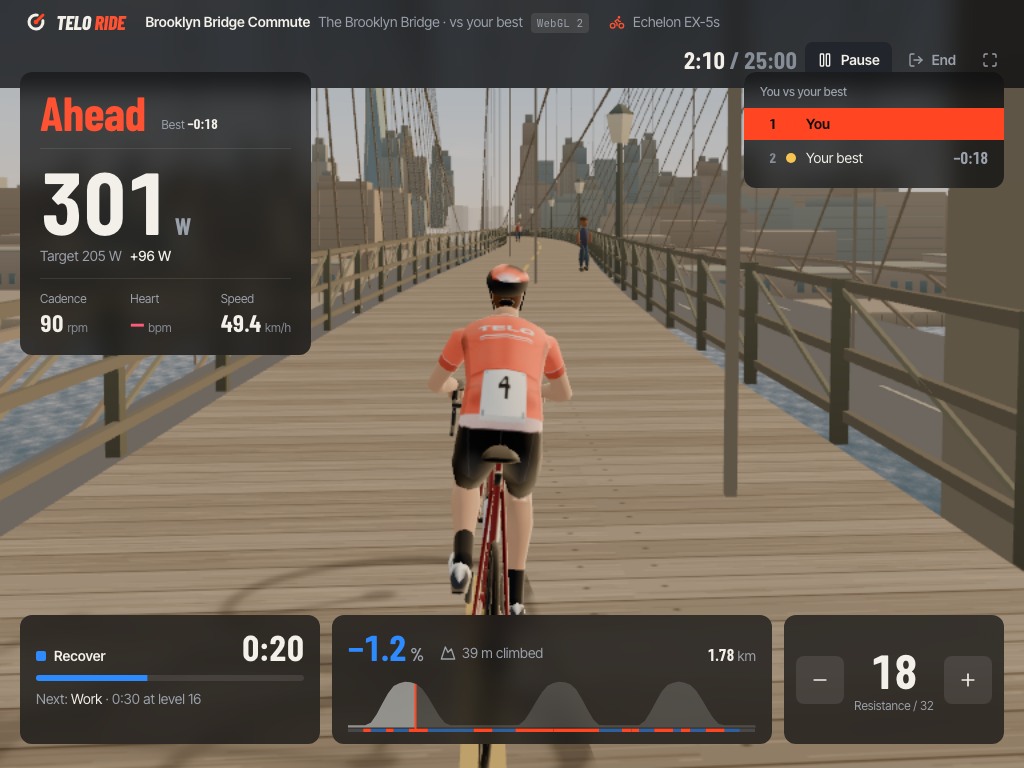 TELO RIDE Brooklyn Bridge Commute The Brooklyn Bridge · vs your best WebGL 2 Echelon EX-5s
2:10 / 25:00 Pause End
Ahead Best −0:18
301 W
Target 205 W +96 W
Cadence Heart Speed
90 rpm — bpm 49.4 km/h
You vs your best
1 You
2 Your best −0:18
TELO
4
Recover 0:20
Next: Work · 0:30 at level 16
−1.2 % 39 m climbed 1.78 km
− 18 +
Resistance / 32